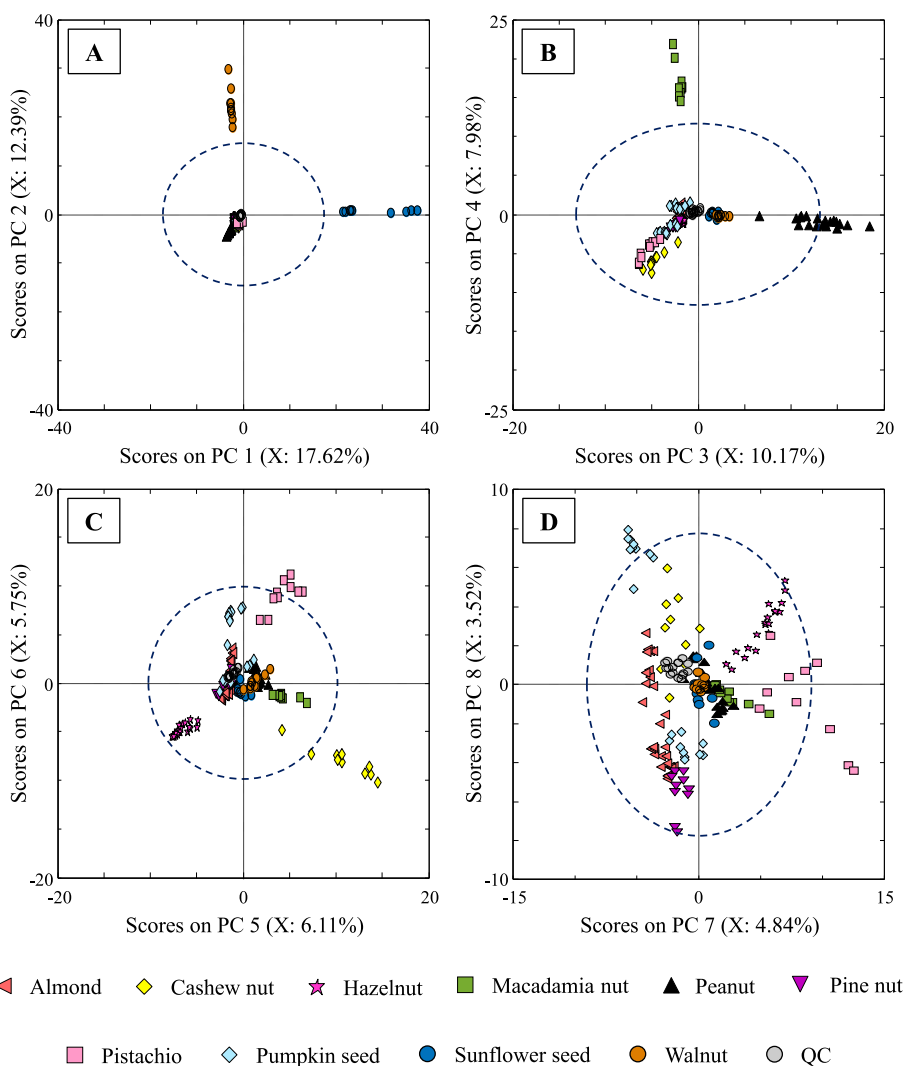 40
A
Scores on PC 2 (X: 12.39%)
0
-40
-40
0
40
Scores on PC 1 (X: 17.62%)
25
B
Scores on PC 4 (X: 7.98%)
0
-25
-20
0
20
Scores on PC 3 (X: 10.17%)
20
C
Scores on PC 6 (X: 5.75%)
0
-20
-20
0
20
Scores on PC 5 (X: 6.11%)
10
D
Scores on PC 8 (X: 3.52%)
0
-10
-15
0
15
Scores on PC 7 (X: 4.84%)
Almond Cashew nut Hazelnut Macadamia nut Peanut Pine nut
Pistachio Pumpkin seed Sunflower seed Walnut QC